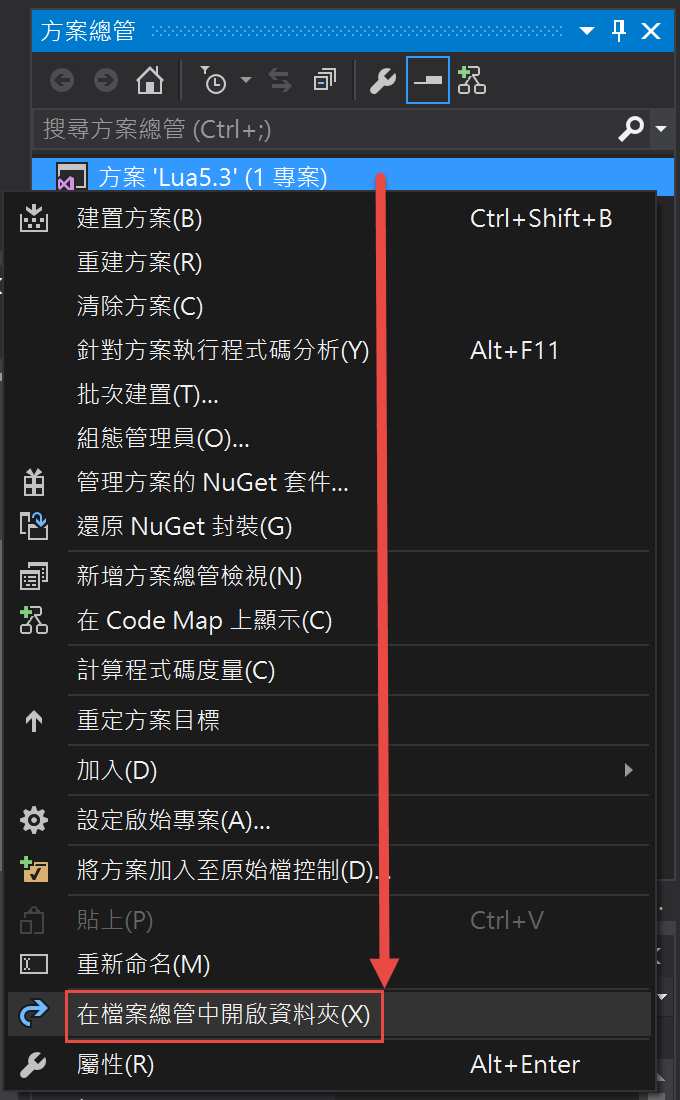 方案總管
搜尋方案總管 (Ctrl+;)
方案 'Lua5.3' (1 專案)
建置方案(B) Ctrl+Shift+B
重建方案(R)
清除方案(C)
針對方案執行程式碼分析(Y) Alt+F11
批次建置(T)...
組態管理員(O)...
管理方案的 NuGet 套件...
還原 NuGet 封裝(G)
新增方案總管檢視(N)
在 Code Map 上顯示(C)
計算程式碼度量(C)
重定方案目標
加入(D)
設定啟始專案(A)...
將方案加入至原始檔控制(D)...
貼上(P) Ctrl+V
重新命名(M)
在檔案總管中開啟資料夾(X)
屬性(R) Alt+Enter